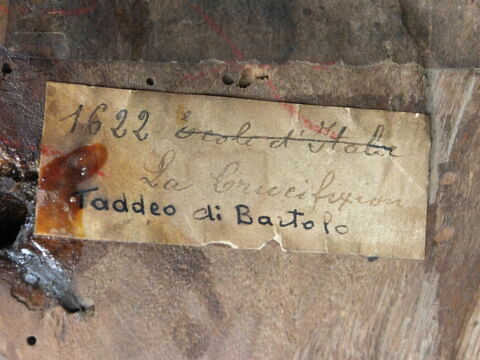 1622 Ecole d'Italie
La Crucifixion
Taddeo di Bartolo